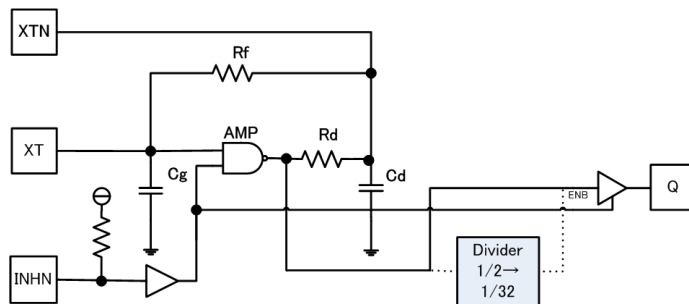 XTN
Rf
AMP
Rd
XT
Cg
Cd
ENB
Q
INHN
Divider
1/2→
1/32